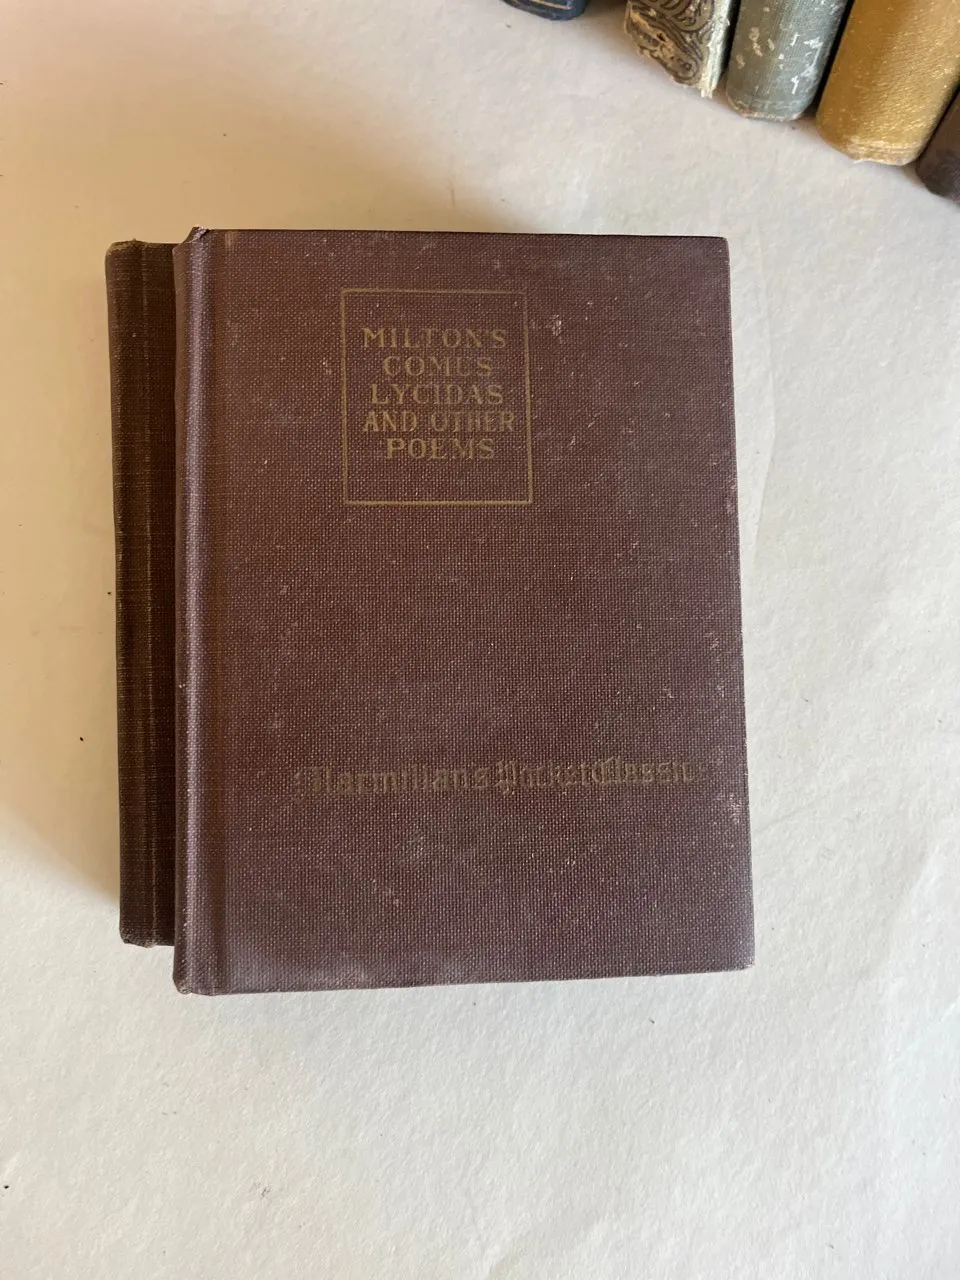 MILTON'S
COMUS
LYCIDAS
AND OTHER
POEMS
Macmillan's Pocket Classics